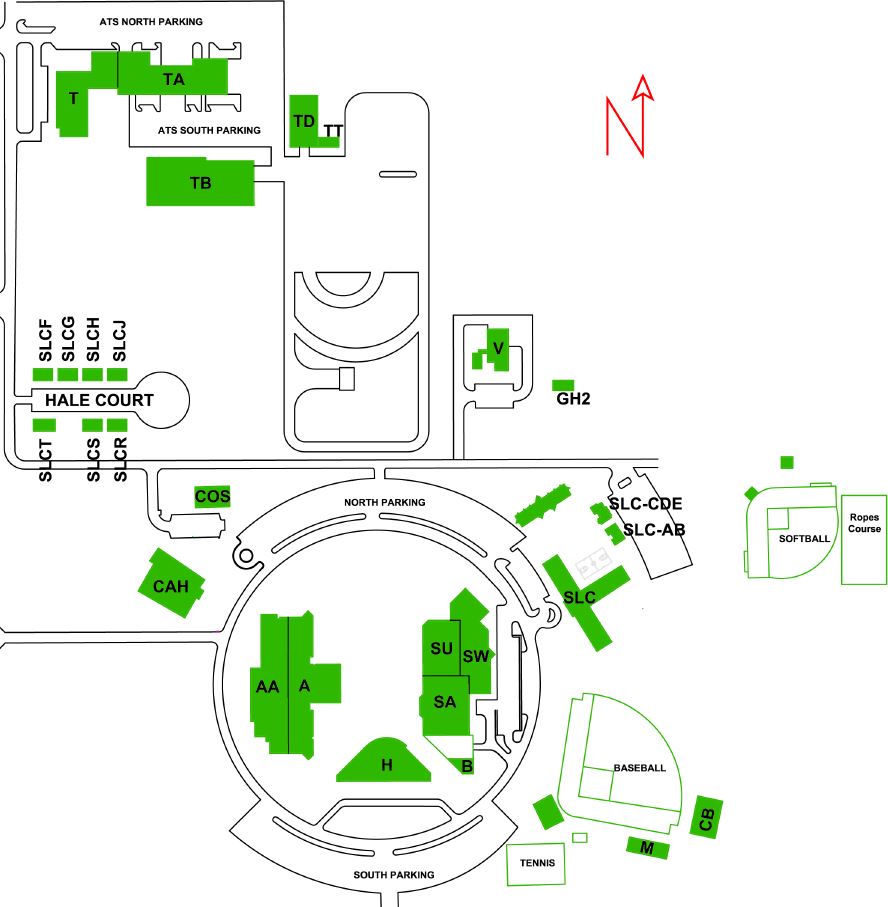 ATS NORTH PARKING
TA
T
TD
TT
ATS SOUTH PARKING
TB
N
SLCF
SLCG
SLCH
SLCJ
V
HALE COURT
GH2
SLCT
SLCS
SLCR
COS
NORTH PARKING
SLC-CDE
SLC-AB
SOFTBALL
Ropes
Course
CAH
SLC
SU
SW
AA
A
SA
H
B
BASEBALL
CB
M
TENNIS
SOUTH PARKING